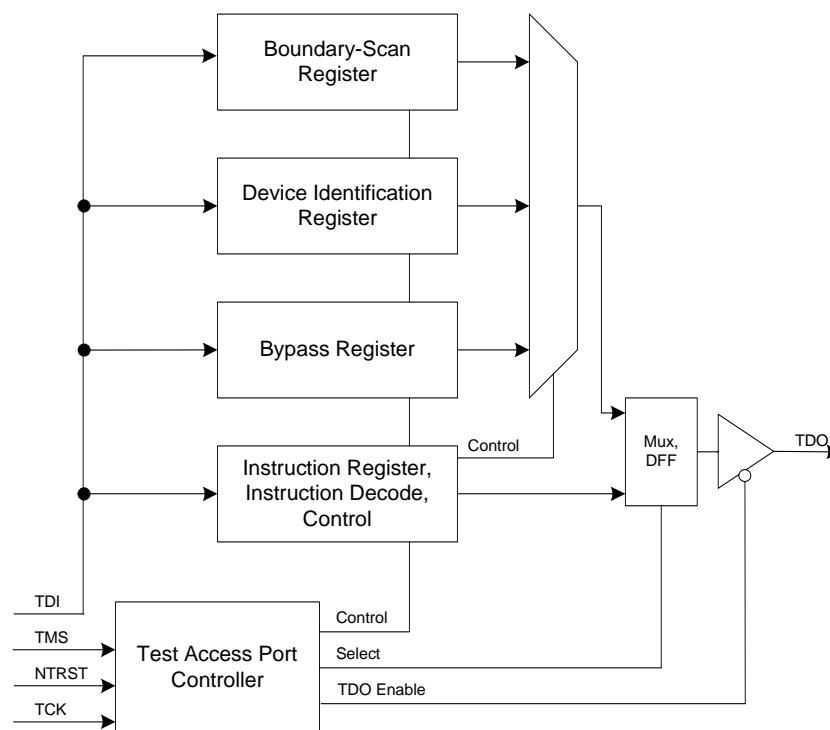 Boundary-Scan
Register
Device Identification
Register
Bypass Register
Control
Instruction Register,
Instruction Decode,
Control
Mux,
DFF
TDO
TDI
TMS
NTRST
TCK
Test Access Port
Controller
Control
Select
TDO Enable